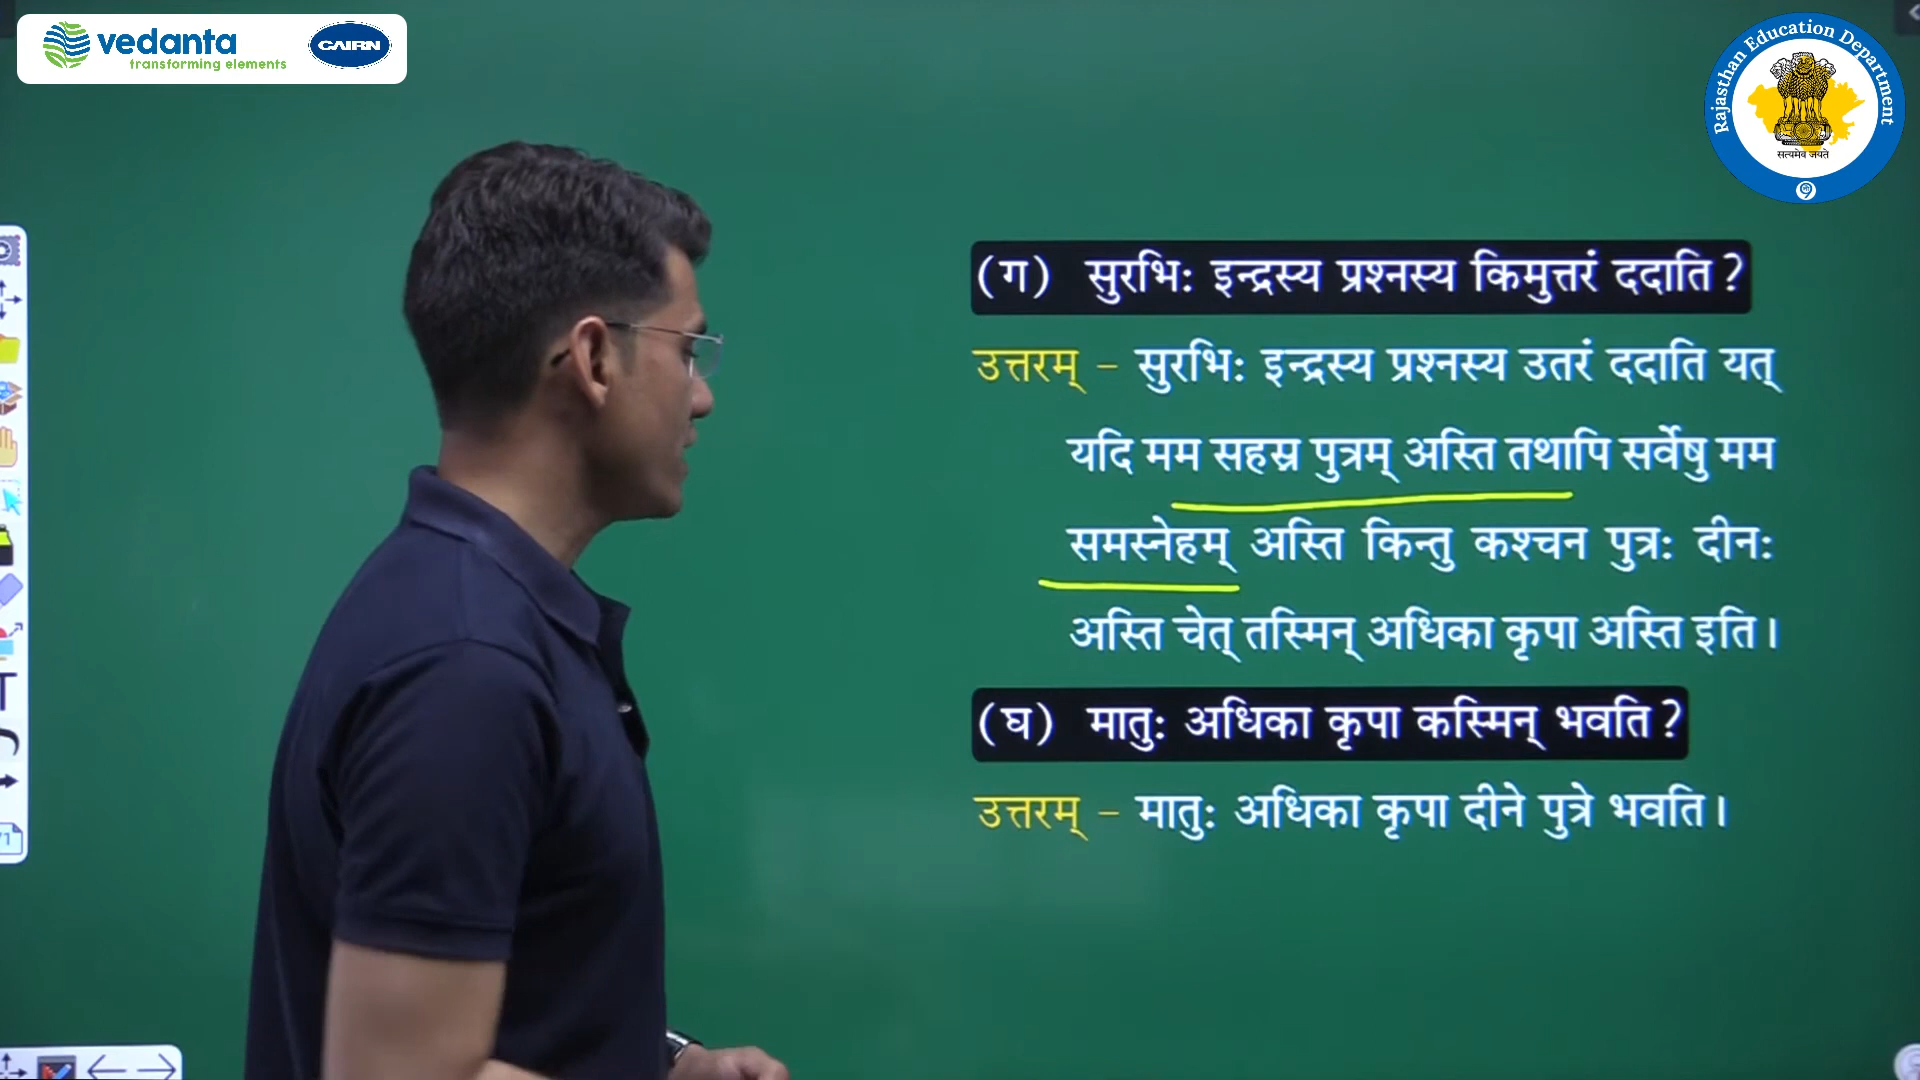 vedanta
transforming elements
CAIRN
Rajasthan Education Department
सत्यमेव जयते
(ग) सुरभिः इन्द्रस्य प्रश्नस्य किमुत्तरं ददाति ?
उत्तरम् – सुरभिः इन्द्रस्य प्रश्नस्य उतरं ददाति यत्
यदि मम सहस्र पुत्रम् अस्ति तथापि सर्वेषु मम
समस्नेहम् अस्ति किन्तु कश्चन पुत्रः दीनः
अस्ति चेत् तस्मिन् अधिका कृपा अस्ति इति।
(घ) मातुः अधिका कृपा कस्मिन् भवति ?
उत्तरम् – मातुः अधिका कृपा दीने पुत्रे भवति।